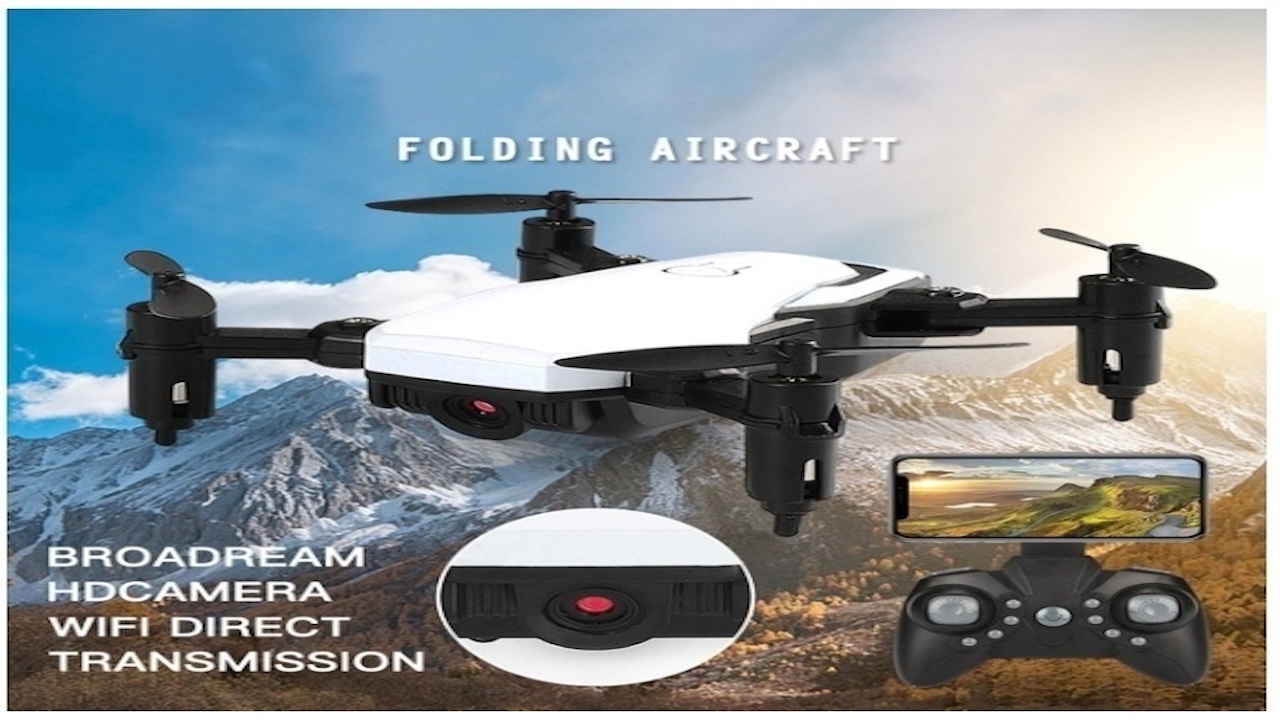 FOLDING AIRCRAFT
BROADREAM
HDCAMERA
WIFI DIRECT
TRANSMISSION